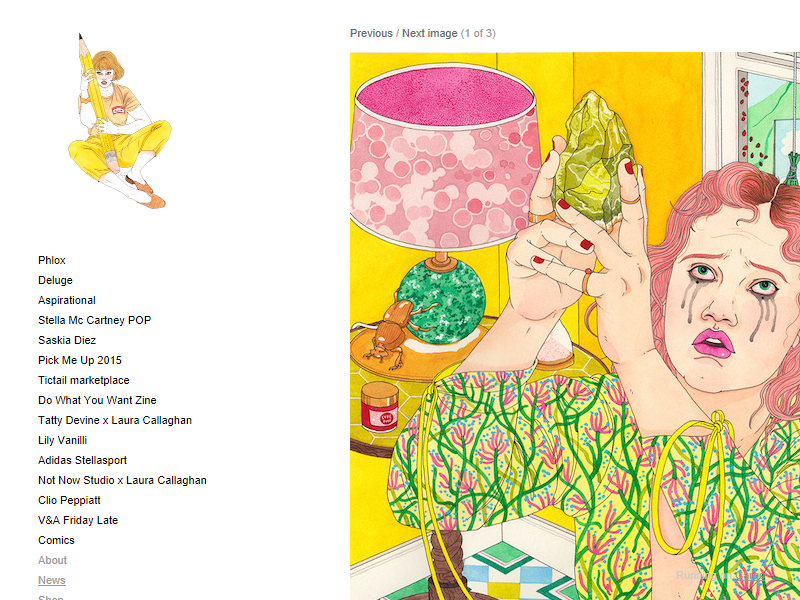 Previous / Next image (1 of 3)
Phlox
Deluge
Aspirational
Stella Mc Cartney POP
Saskia Diez
Pick Me Up 2015
Tictail marketplace
Do What You Want Zine
Tatty Devine x Laura Callaghan
Lily Vanilli
Adidas Stellasport
Not Now Studio x Laura Callaghan
Clio Peppiatt
V&A Friday Late
Comics
About
News
Shop